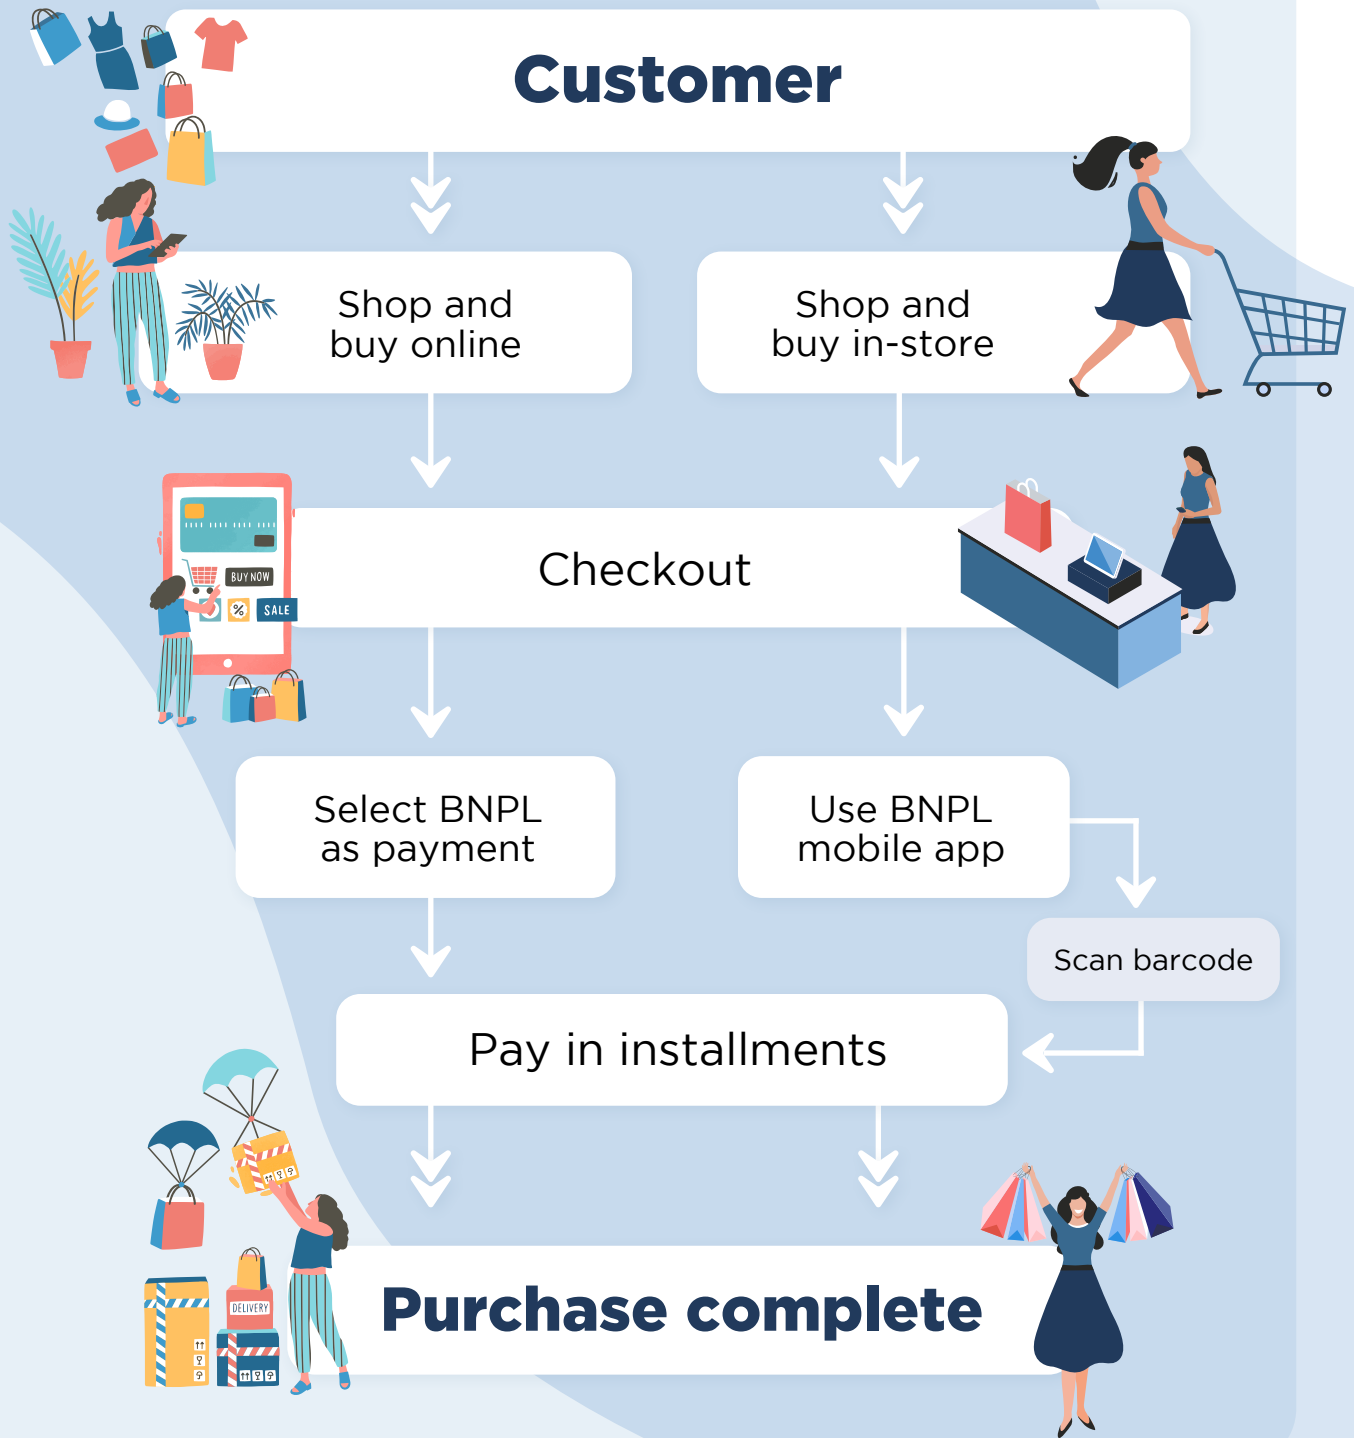 Customer
Shop and
buy online
Shop and
buy in-store
BUY NOW
%
SALE
Checkout
Select BNPL
as payment
Use BNPL
mobile app
Scan barcode
Pay in installments
DELIVERY
Purchase complete